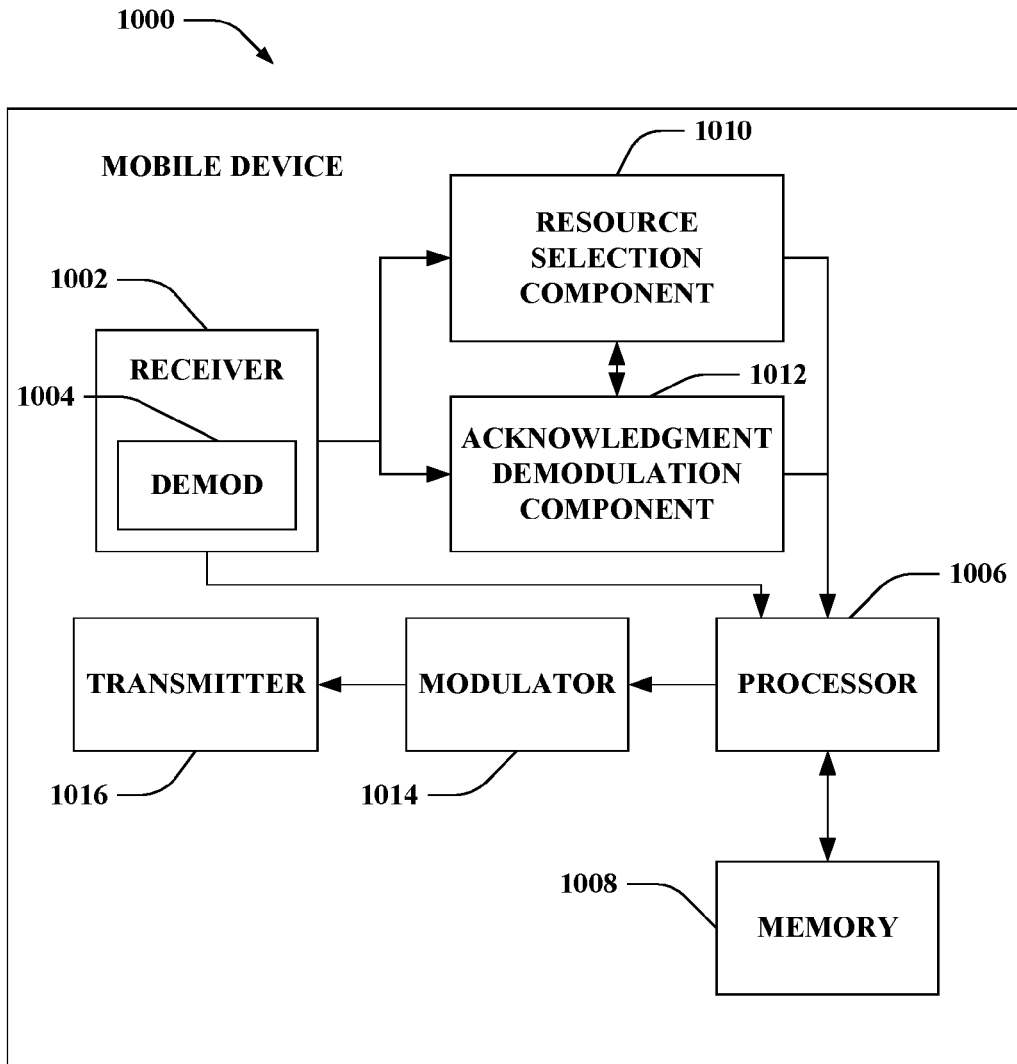 1000
MOBILE DEVICE
1010
RESOURCE
SELECTION
COMPONENT
1002
RECEIVER
1004
DEMOD
1012
ACKNOWLEDGMENT
DEMODULATION
COMPONENT
1006
TRANSMITTER
MODULATOR
PROCESSOR
1016
1014
1008
MEMORY